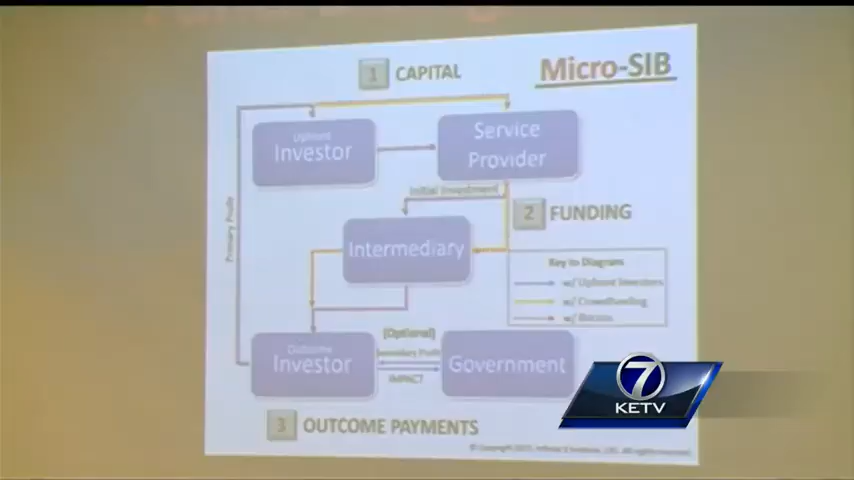 1 CAPITAL
Micro-SIB
Upfront
Investor
Service
Provider
Initial Investment
2 FUNDING
Primary Profit
Intermediary
Key to Diagram
w/ Upfront Investors
w/ Crowdfunding
w/
[Optional]
Outcome
Investor
Secondary Profit
IMPACT
Government
7
KETV
3 OUTCOME PAYMENTS